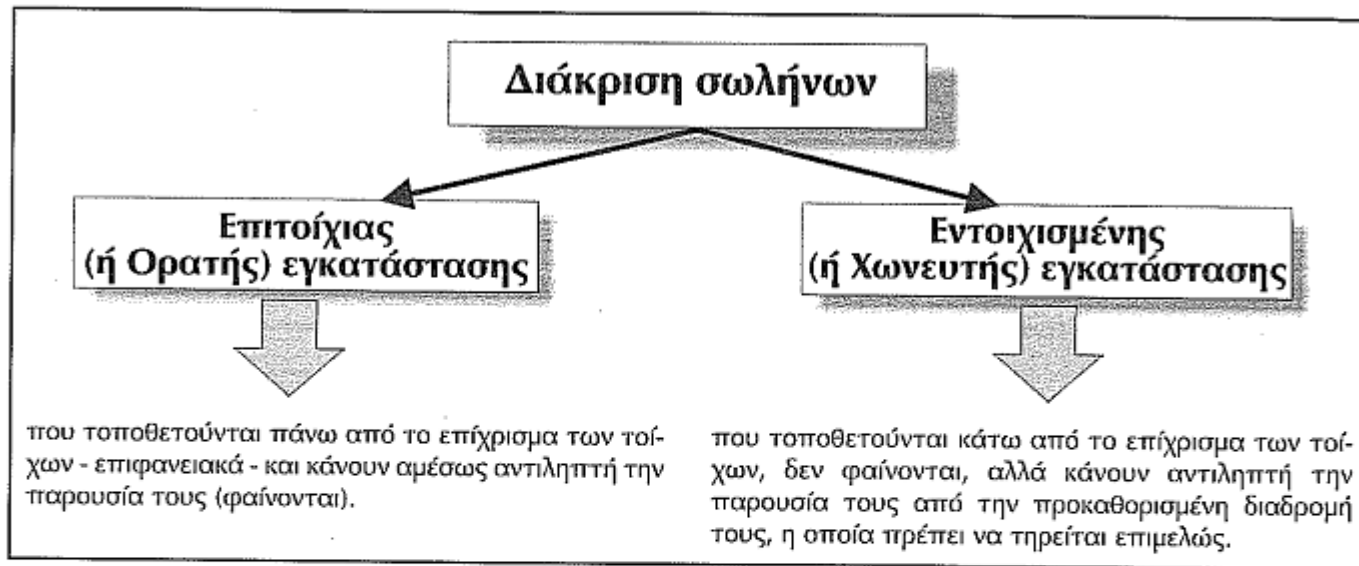 Διάκριση σωλήνων
Επιτοίχιας
(ή Ορατής) εγκατάστασης
που τοποθετούνται πάνω από το επίχρισμα των τοί-
χων - επιφανειακά - και κάνουν αμέσως αντιληπτή την
παρουσία τους (φαίνονται).
Εντοιχισμένης
(ή Χωνευτής) εγκατάστασης
που τοποθετούνται κάτω από το επίχρισμα των τοί-
χων, δεν φαίνονται, αλλά κάνουν αντιληπτή την
παρουσία τους από την προκαθορισμένη διαδρομή
τους, η οποία πρέπει να τηρείται επιμελώς.